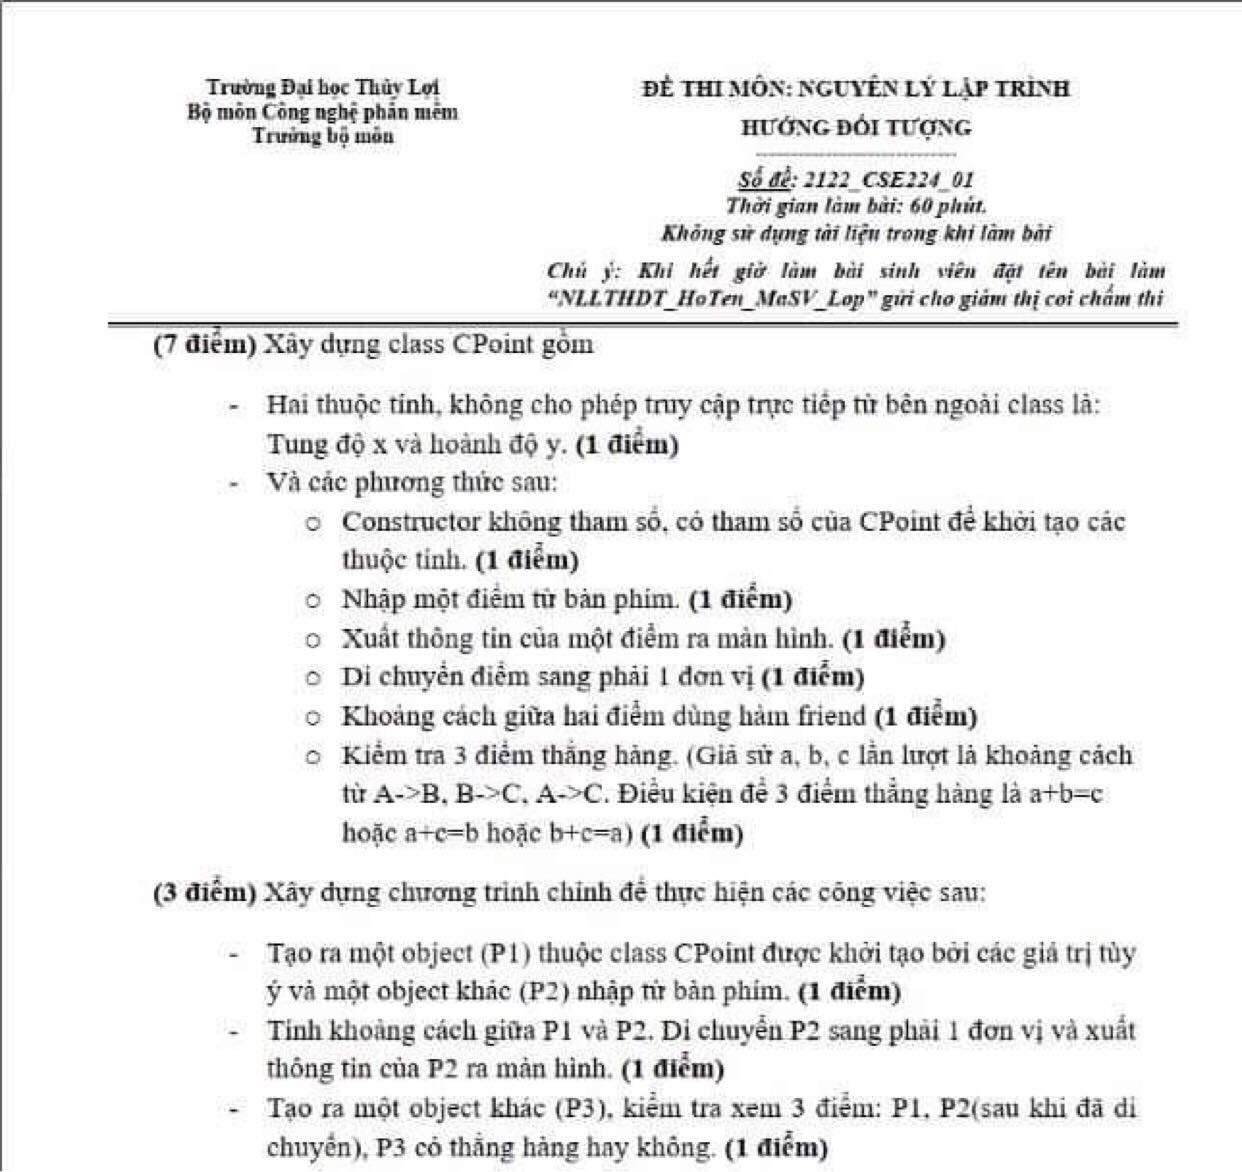 Trường Đại học Thủy Lợi
Bộ môn Công nghệ phần mềm
Trưởng bộ môn
ĐỀ THI MÔN: NGUYÊN LÝ LẬP TRÌNH
HƯỚNG ĐỐI TƯỢNG
Số đề: 2122_CSE224_01
Thời gian làm bài: 60 phút.
Không sử dụng tài liệu trong khi làm bài
Chú ý: Khi hết giờ làm bài sinh viên đặt tên bài làm
“NLLTHDT_HoTen_MaSV_Lop” gửi cho giám thị coi chấm thi
(7 điểm) Xây dựng class CPoint gồm
- Hai thuộc tính, không cho phép truy cập trực tiếp từ bên ngoài class là:
Tung độ x và hoành độ y. (1 điểm)
- Và các phương thức sau:
o Constructor không tham số, có tham số của CPoint để khởi tạo các
thuộc tính. (1 điểm)
o Nhập một điểm từ bàn phím. (1 điểm)
o Xuất thông tin của một điểm ra màn hình. (1 điểm)
o Di chuyển điểm sang phải 1 đơn vị (1 điểm)
o Khoảng cách giữa hai điểm dùng hàm friend (1 điểm)
o Kiểm tra 3 điểm thẳng hàng. (Giả sử a, b, c lần lượt là khoảng cách
từ A->B, B->C, A->C. Điều kiện để 3 điểm thẳng hàng là a+b=c
hoặc a+c=b hoặc b+c=a) (1 điểm)
(3 điểm) Xây dựng chương trình chính để thực hiện các công việc sau:
- Tạo ra một object (P1) thuộc class CPoint được khởi tạo bởi các giá trị tùy
ý và một object khác (P2) nhập từ bàn phím. (1 điểm)
- Tính khoảng cách giữa P1 và P2. Di chuyển P2 sang phải 1 đơn vị và xuất
thông tin của P2 ra màn hình. (1 điểm)
- Tạo ra một object khác (P3), kiểm tra xem 3 điểm: P1, P2(sau khi đã di
chuyển), P3 có thẳng hàng hay không. (1 điểm)